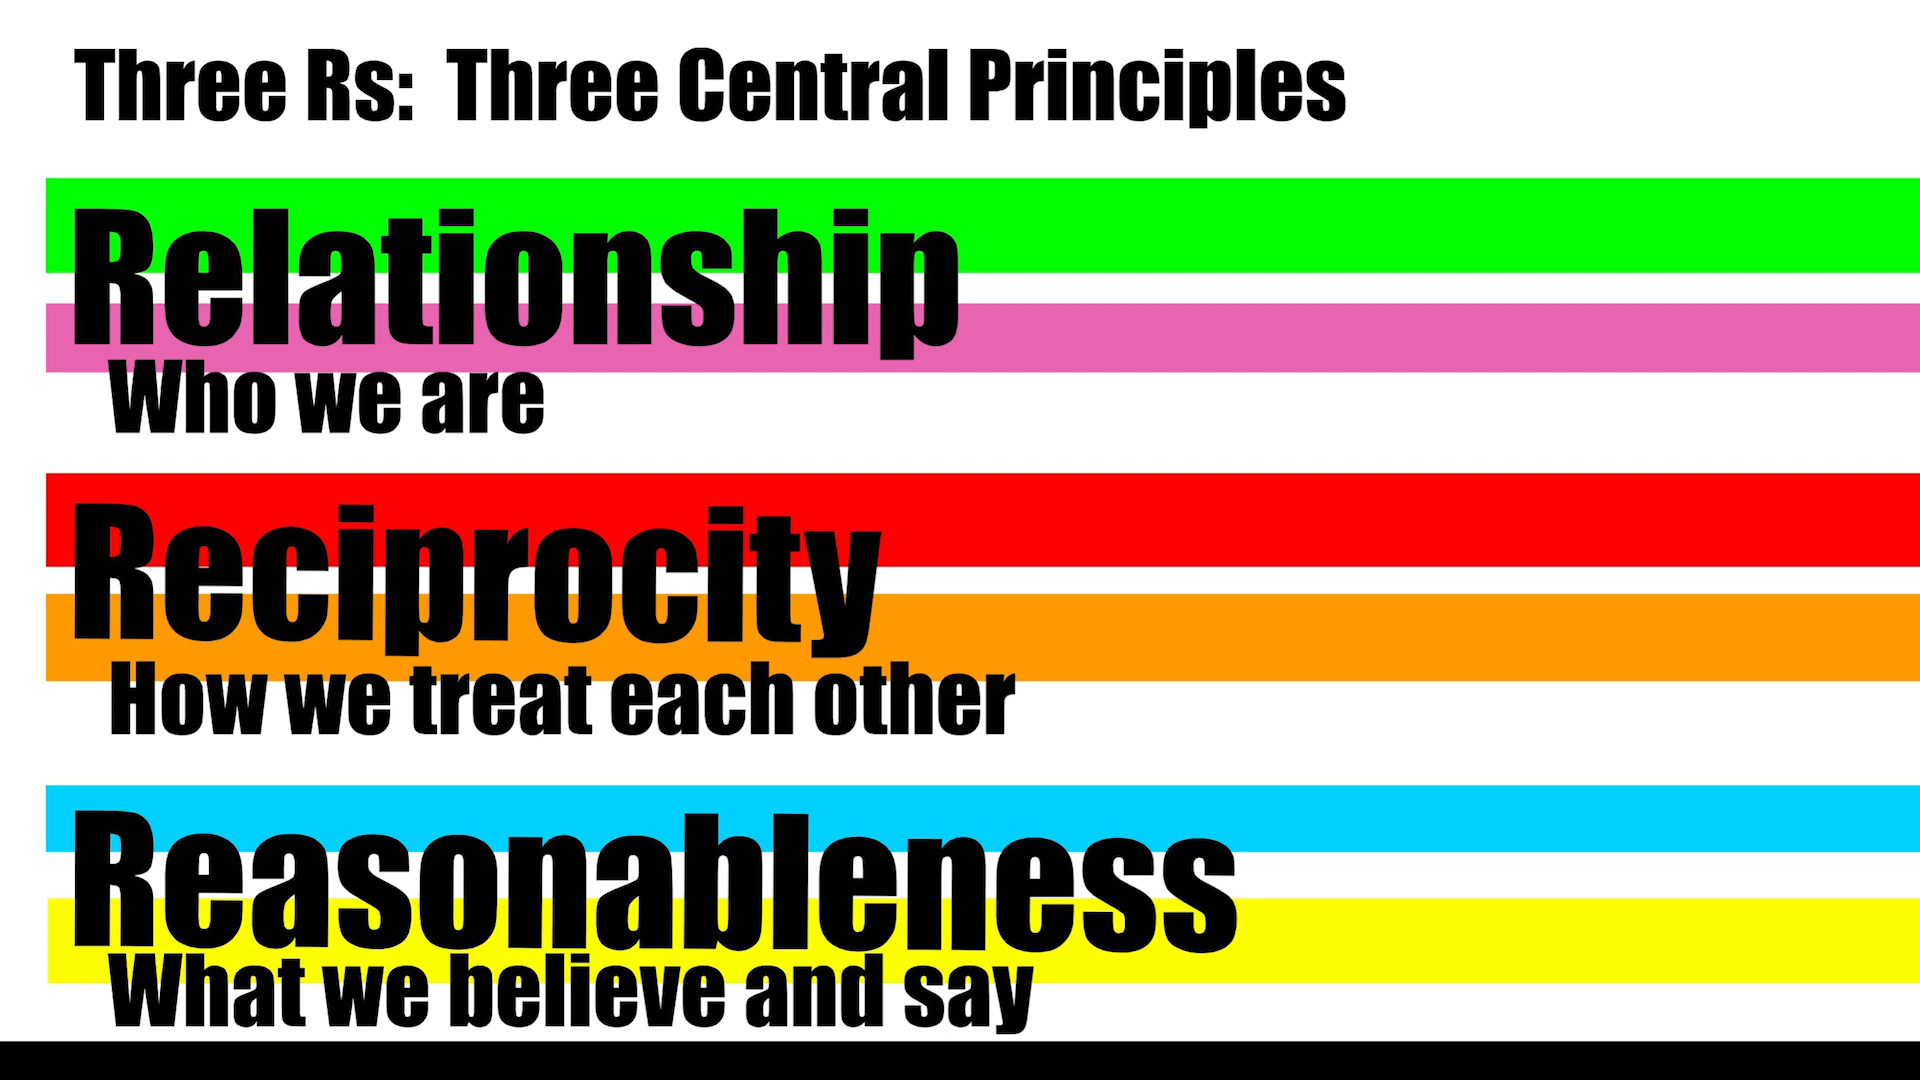 Three Rs: Three Central Principles
Relationship
Who we are
Reciprocity
How we treat each other
Reasonableness
What we believe and say